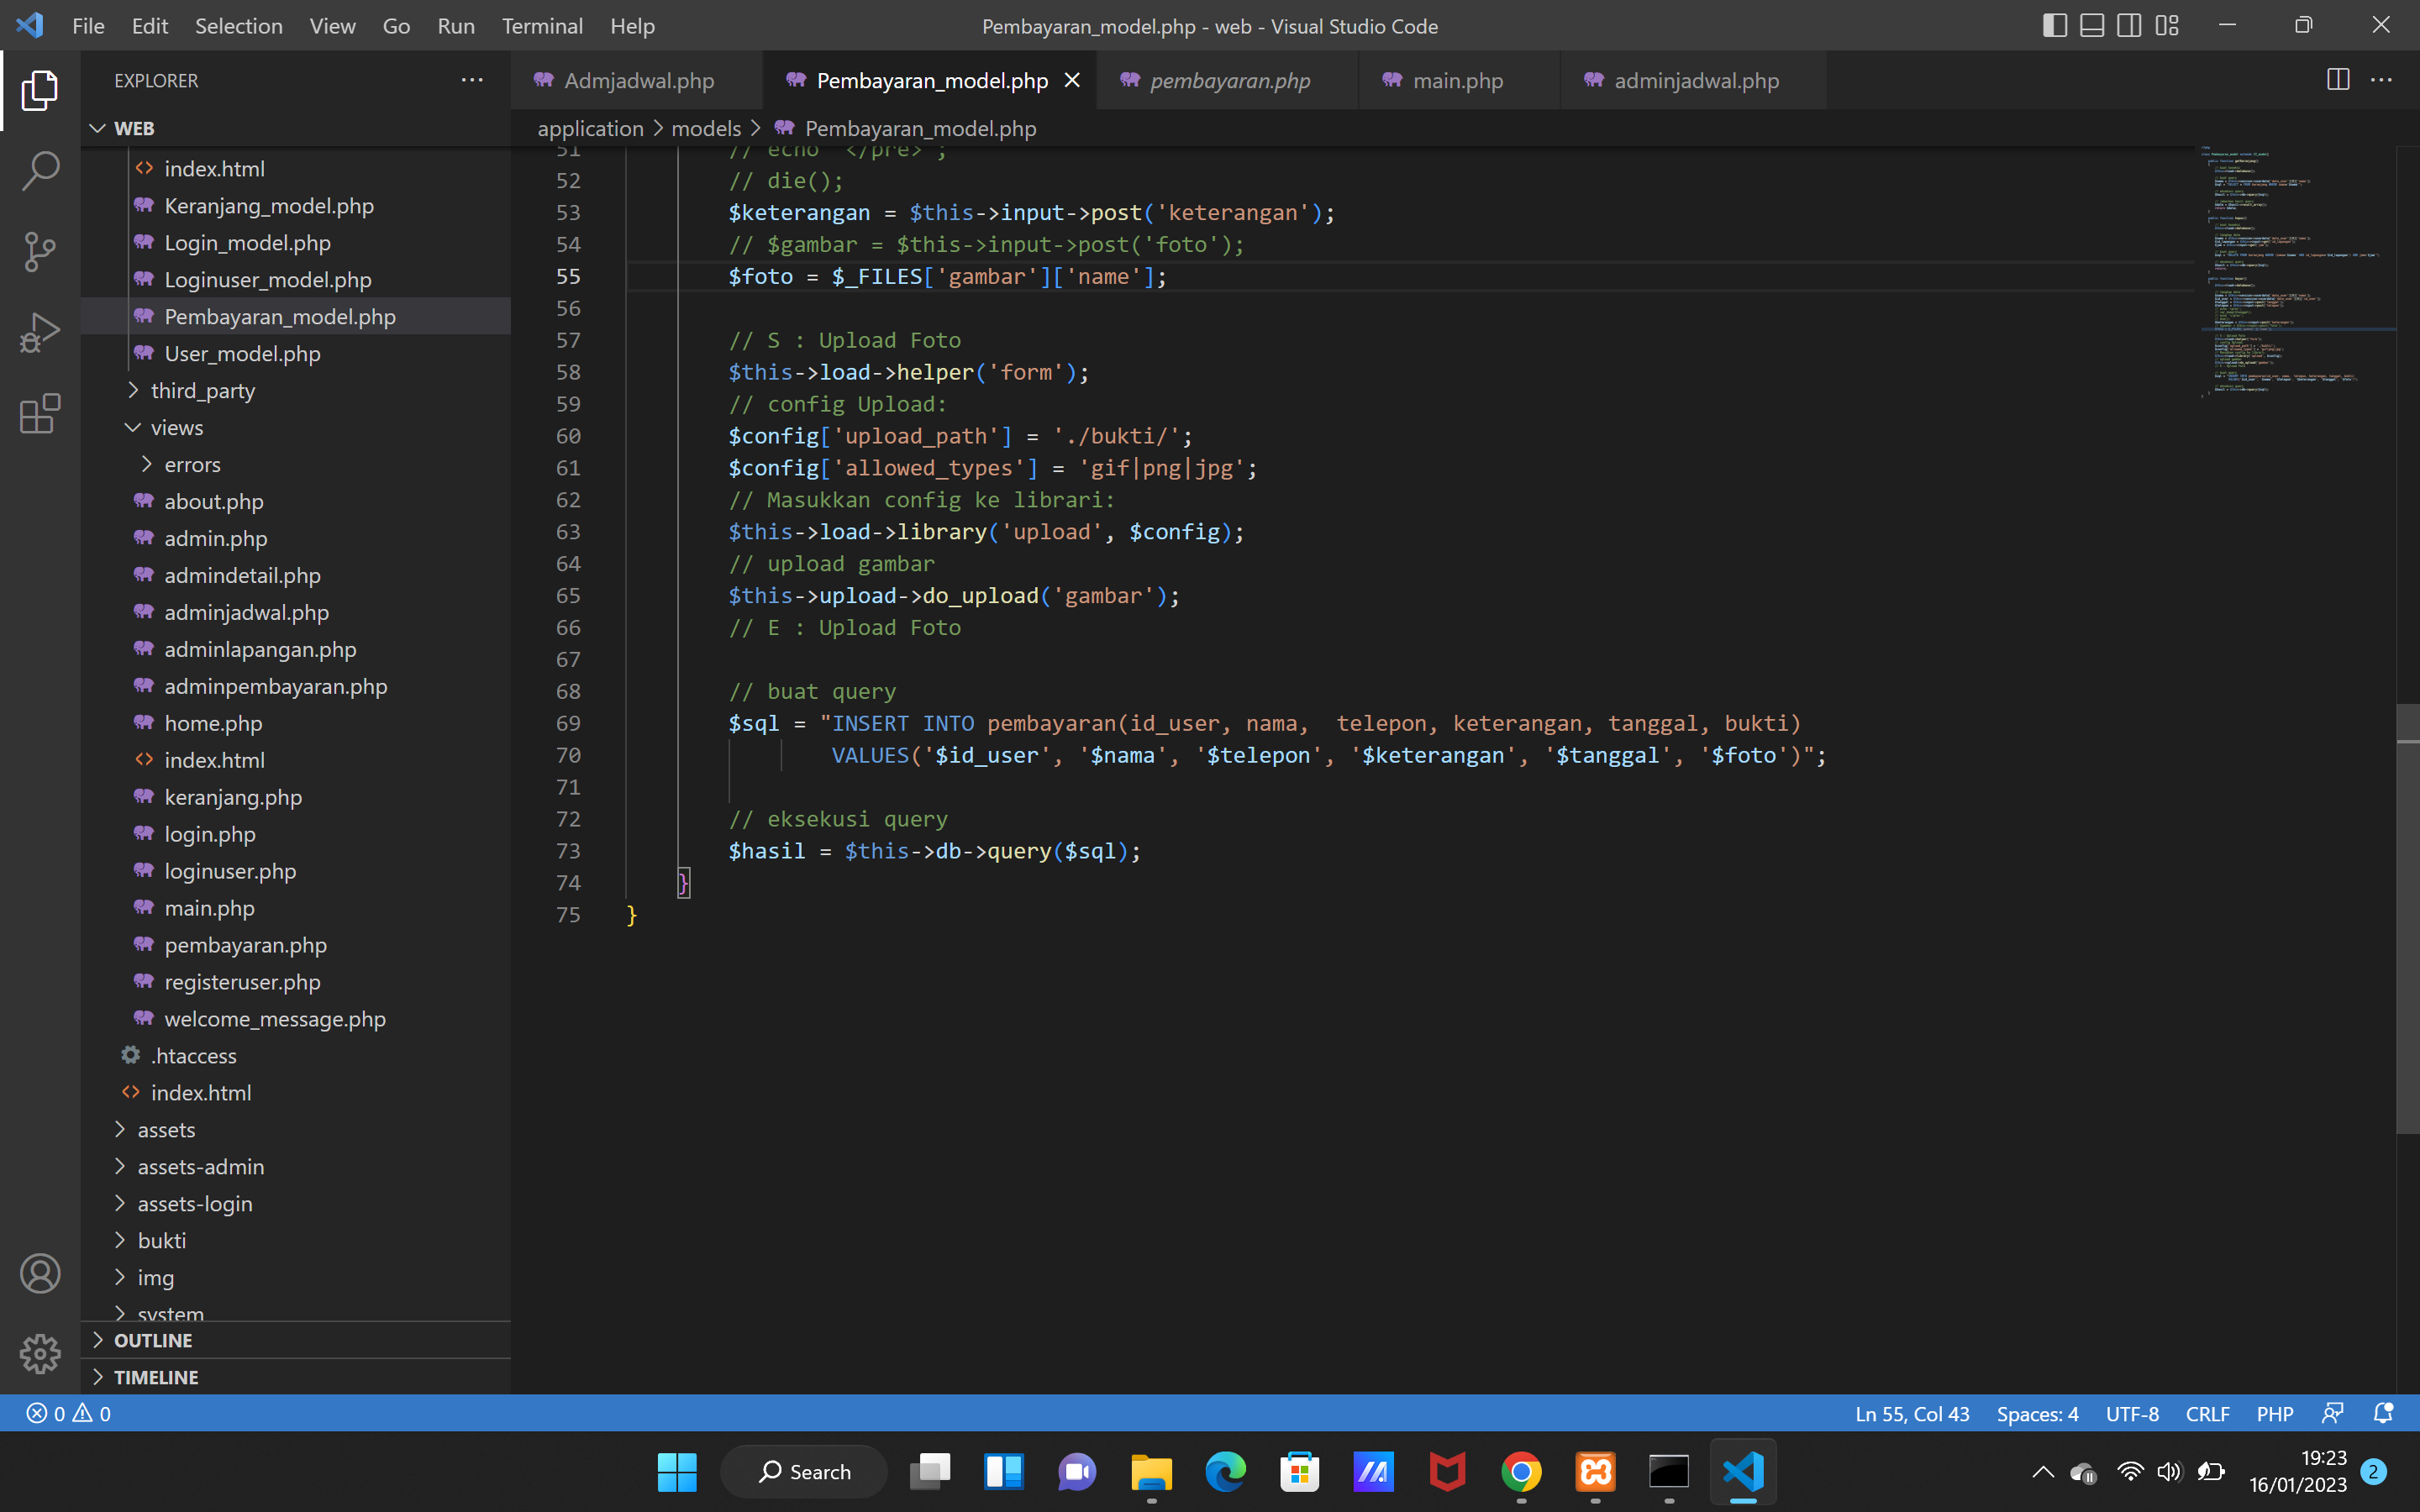 File Edit Selection View Go Run Terminal Help
Pembayaran_model.php - web - Visual Studio Code
EXPLORER
Admjadwal.php
Pembayaran_model.php
pembayaran.php
main.php
adminjadwal.php
WEB
application > models > Pembayaran_model.php
index.html
Keranjang_model.php
Login_model.php
Loginuser_model.php
Pembayaran_model.php
User_model.php
third_party
views
errors
about.php
admin.php
admindetail.php
adminjadwal.php
adminlapangan.php
adminpembayaran.php
home.php
index.html
keranjang.php
login.php
loginuser.php
main.php
pembayaran.php
registeruser.php
welcome_message.php
.htaccess
index.html
assets
assets-admin
assets-login
bukti
img
system
OUTLINE
TIMELINE
51 // echo "</pre>";
52 // die();
53 $keterangan = $this->input->post('keterangan');
54 // $gambar = $this->input->post('foto');
55 $foto = $_FILES['gambar']['name'];
56
57 // S : Upload Foto
58 $this->load->helper('form');
59 // config Upload:
60 $config['upload_path'] = './bukti/';
61 $config['allowed_types'] = 'gif|png|jpg';
62 // Masukkan config ke librari:
63 $this->load->library('upload', $config);
64 // upload gambar
65 $this->upload->do_upload('gambar');
66 // E : Upload Foto
67
68 // buat query
69 $sql = "INSERT INTO pembayaran(id_user, nama,  telepon, keterangan, tanggal, bukti)
70 VALUES('$id_user', '$nama', '$telepon', '$keterangan', '$tanggal', '$foto')";
71
72 // eksekusi query
73 $hasil = $this->db->query($sql);
74 }
75 }
0 0
Ln 55, Col 43 Spaces: 4 UTF-8 CRLF PHP
Search
19:23
16/01/2023
2